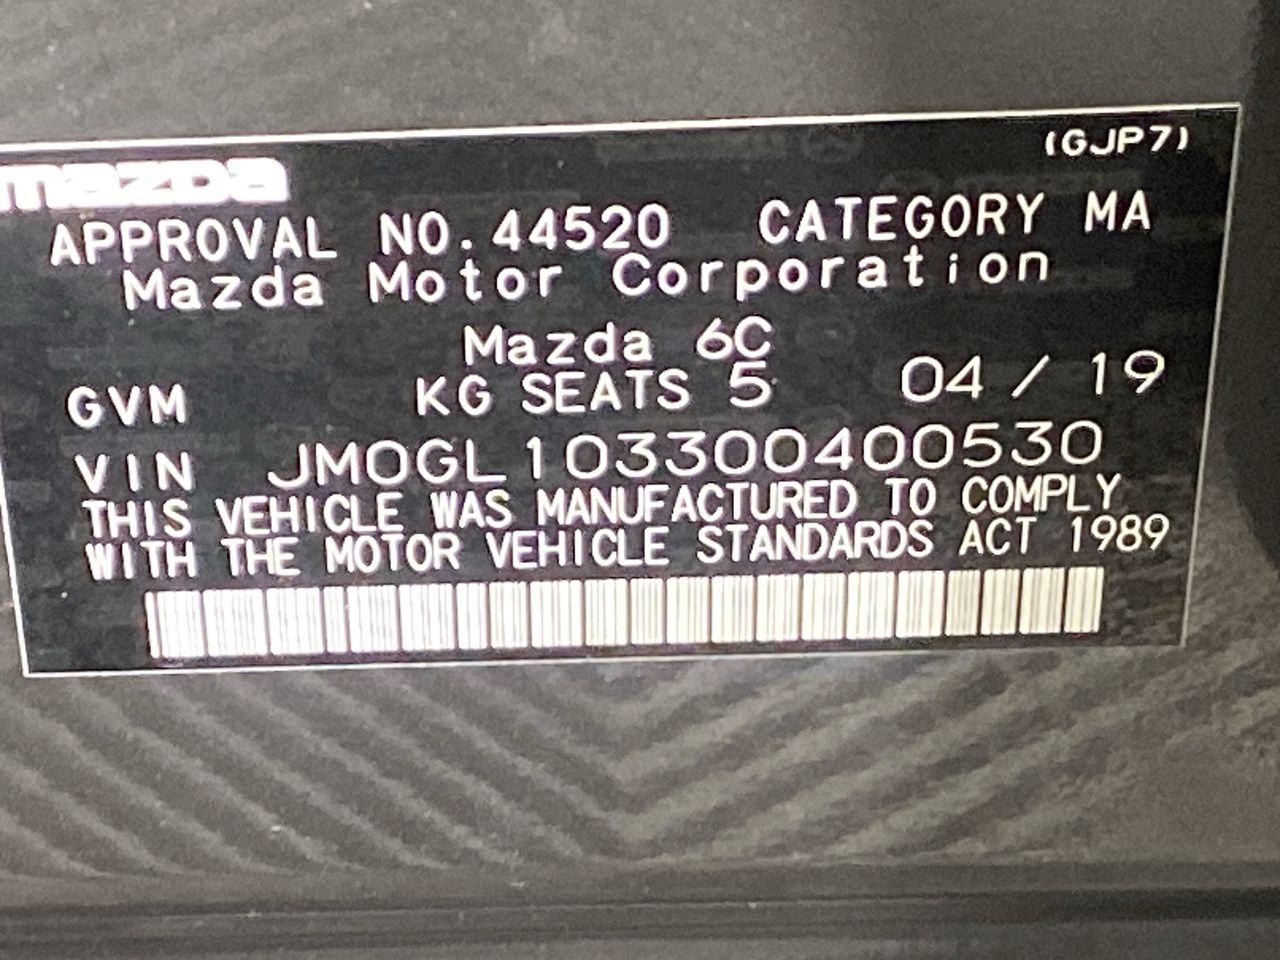 mazda
(GJP7)
APPROVAL NO. 44520 CATEGORY MA
Mazda Motor Corporation
Mazda 6C
GVM KG SEATS 5 04 / 19
VIN JM0GL103300400530
THIS VEHICLE WAS MANUFACTURED TO COMPLY
WITH THE MOTOR VEHICLE STANDARDS ACT 1989